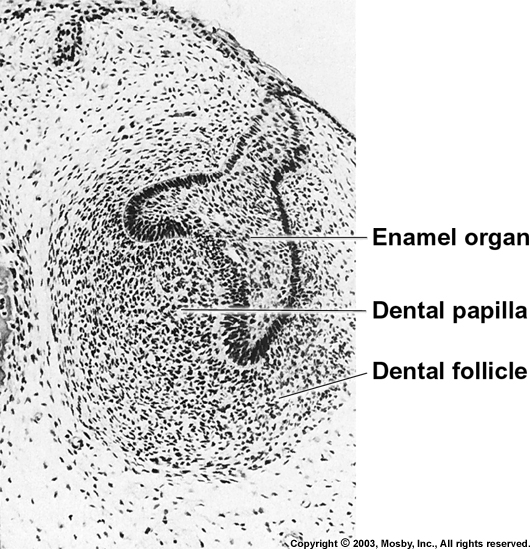 Enamel organ
Dental papilla
Dental follicle
Copyright © 2003, Mosby, Inc., All rights reserved.